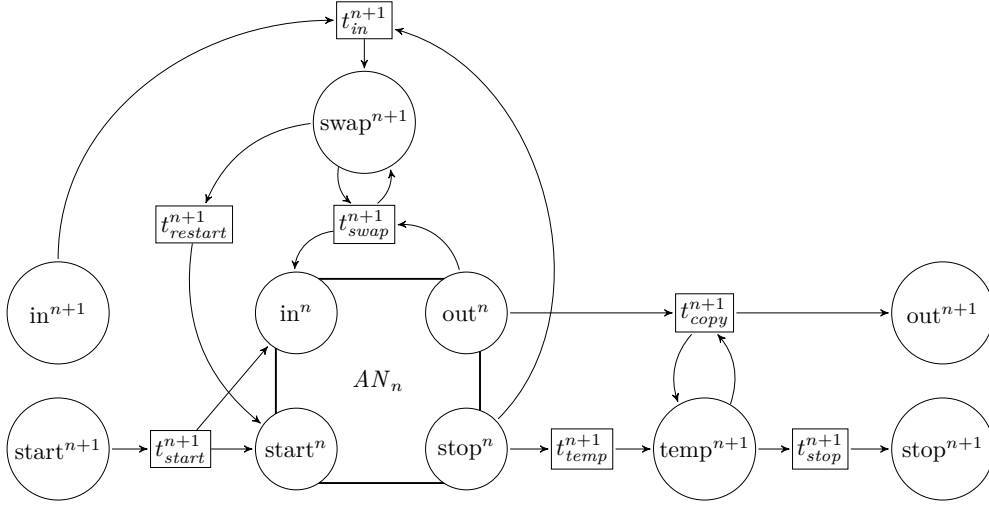 t_{in}^{n+1}
swap^{n+1}
t_{restart}^{n+1}
t_{swap}^{n+1}
in^{n+1}
in^n
out^n
t_{copy}^{n+1}
out^{n+1}
AN_n
start^{n+1}
t_{start}^{n+1}
start^n
stop^n
t_{temp}^{n+1}
temp^{n+1}
t_{stop}^{n+1}
stop^{n+1}